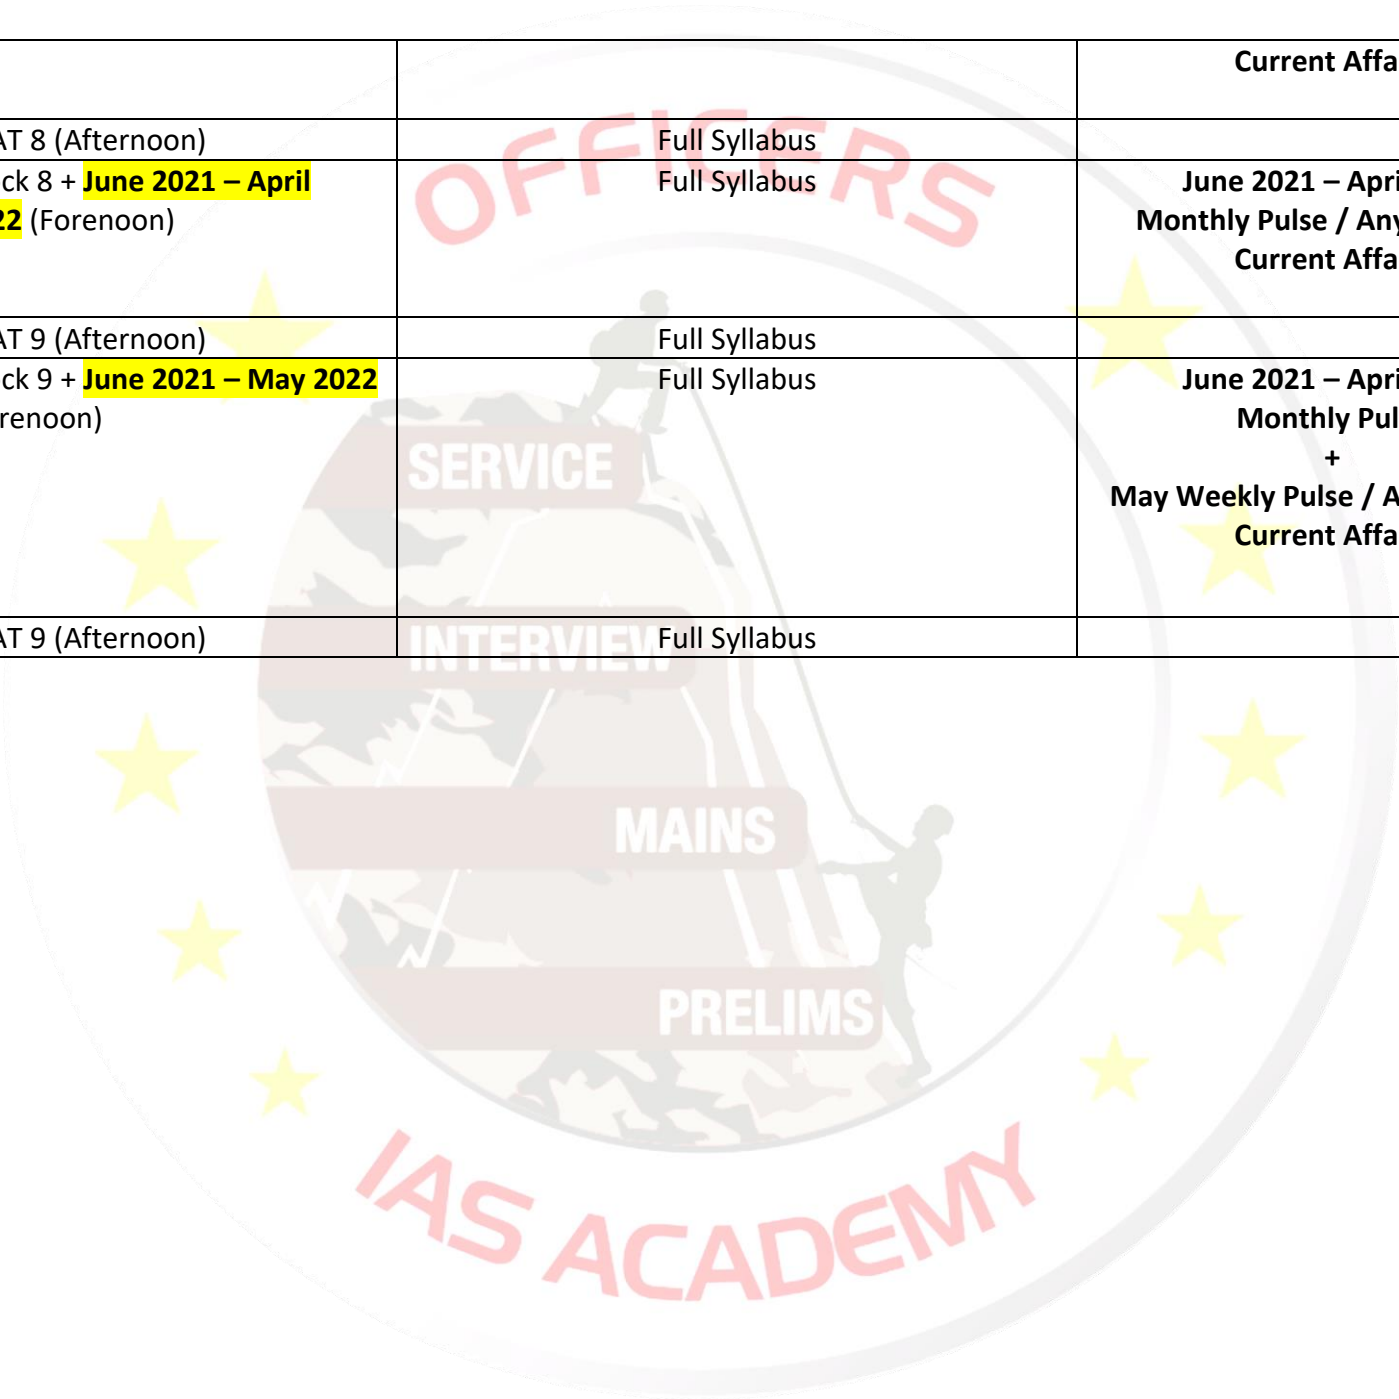 Current Affa
AT 8 (Afternoon)
Full Syllabus
ck 8 + June 2021 – April
22 (Forenoon)
Full Syllabus
June 2021 – Apri
Monthly Pulse / Any
Current Affa
AT 9 (Afternoon)
Full Syllabus
ck 9 + June 2021 – May 2022
renoon)
Full Syllabus
June 2021 – Apri
Monthly Pul
+
May Weekly Pulse / A
Current Affa
AT 9 (Afternoon)
Full Syllabus
OFFICERS
SERVICE
INTERVIEW
MAINS
PRELIMS
IAS ACADEMY